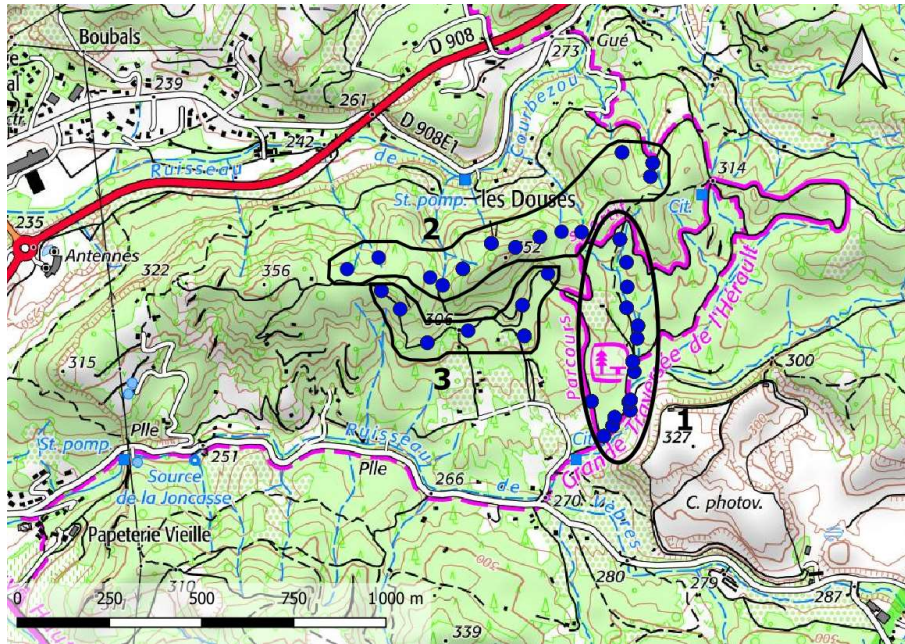 Boubals
D 908
273
Gué
239
261
D 908E1
242
Ruisseau
de
Courbezou
St. pomp.
les Douses
314
Cit.
2
235
Antennes
322
356
352
306
315
Parcours
Grande Traversée de l'Hérault
300
3
1
327
Plle
St. pomp.
251
Source
de la Joncasse
Ruisseau
Plle
266
de
Vèbres
Cit.
270
C. photov.
300
Papeterie Vieille
310
280
279
287
339
0 250 500 750 1000 m